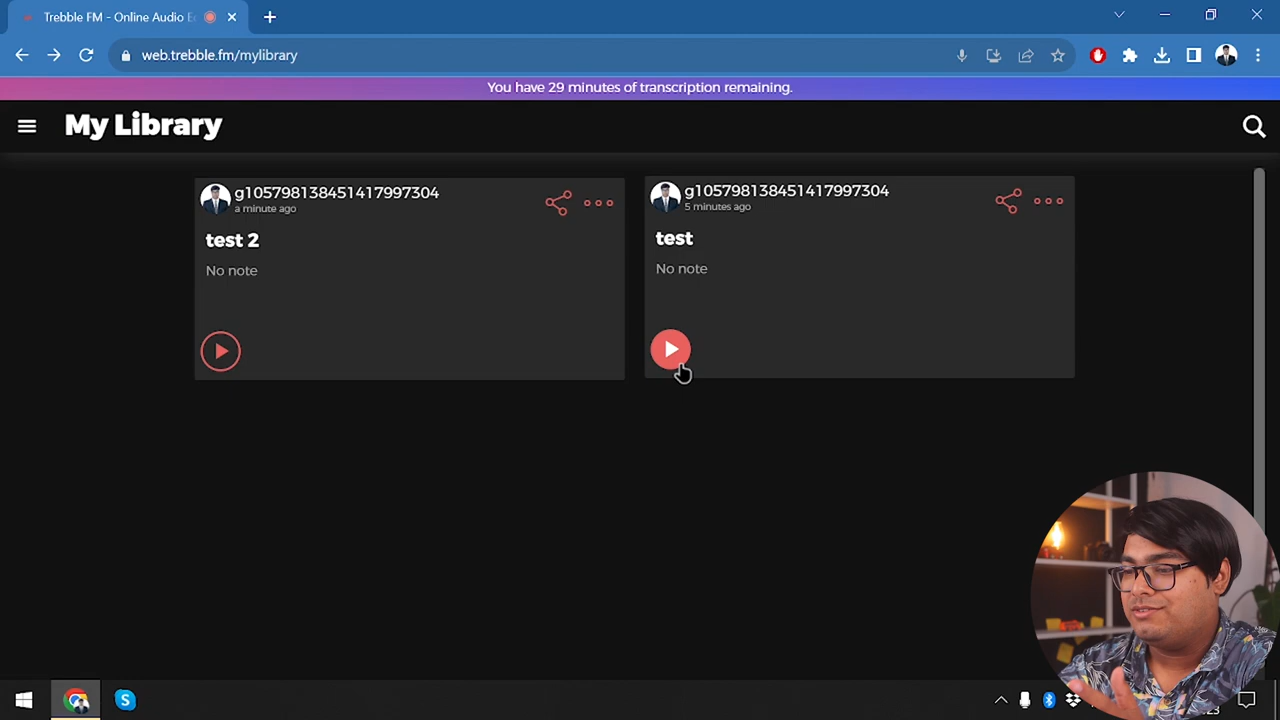 Trebble FM - Online Audio E
web.trebble.fm/mylibrary
You have 29 minutes of transcription remaining.
My Library
g105798138451417997304
a minute ago
test 2
No note
g105798138451417997304
5 minutes ago
test
No note